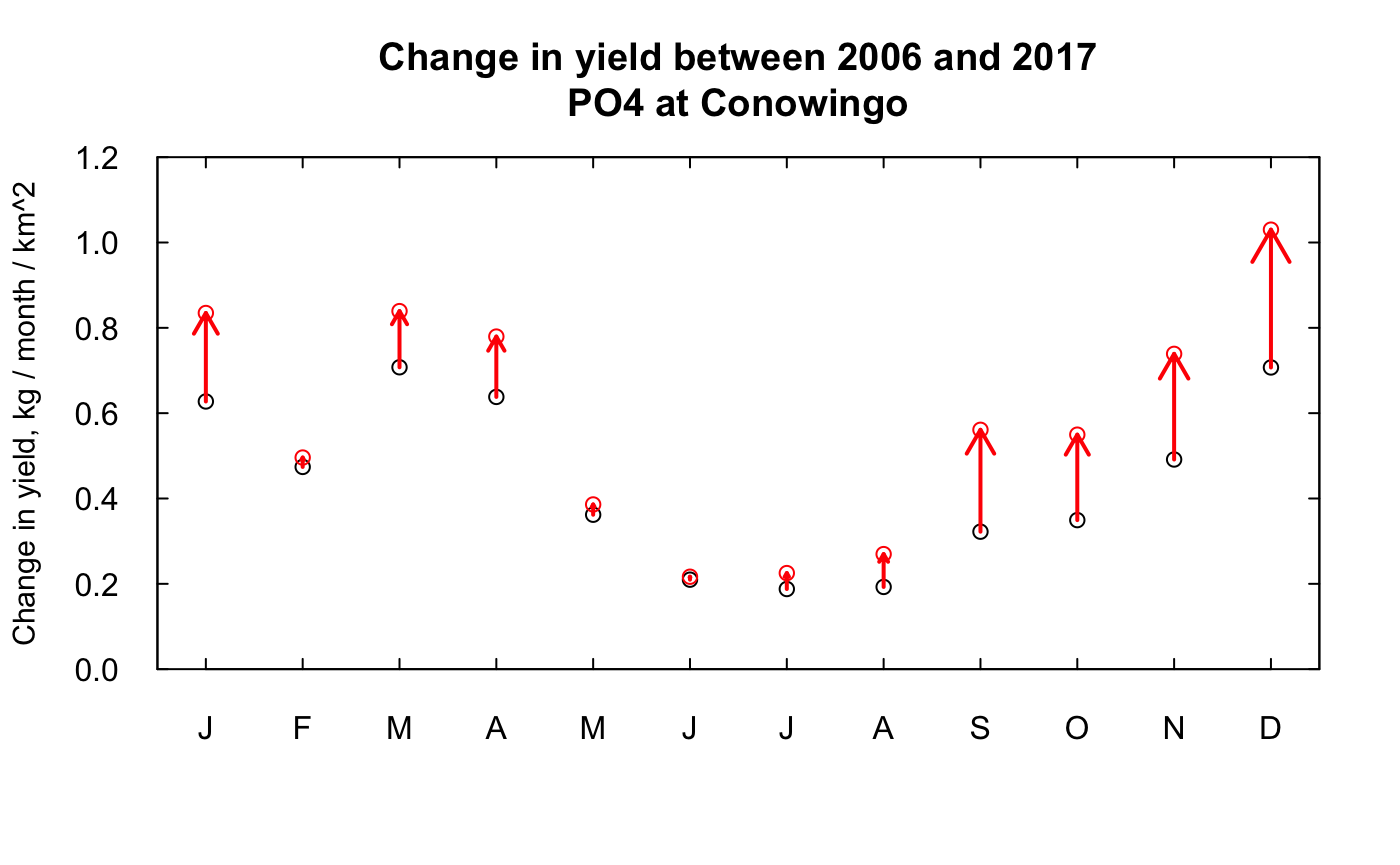 Change in yield between 2006 and 2017
PO4 at Conowingo
Change in yield, kg / month / km^2
1.2
1.0
0.8
0.6
0.4
0.2
0.0
J F M A M J J A S O N D